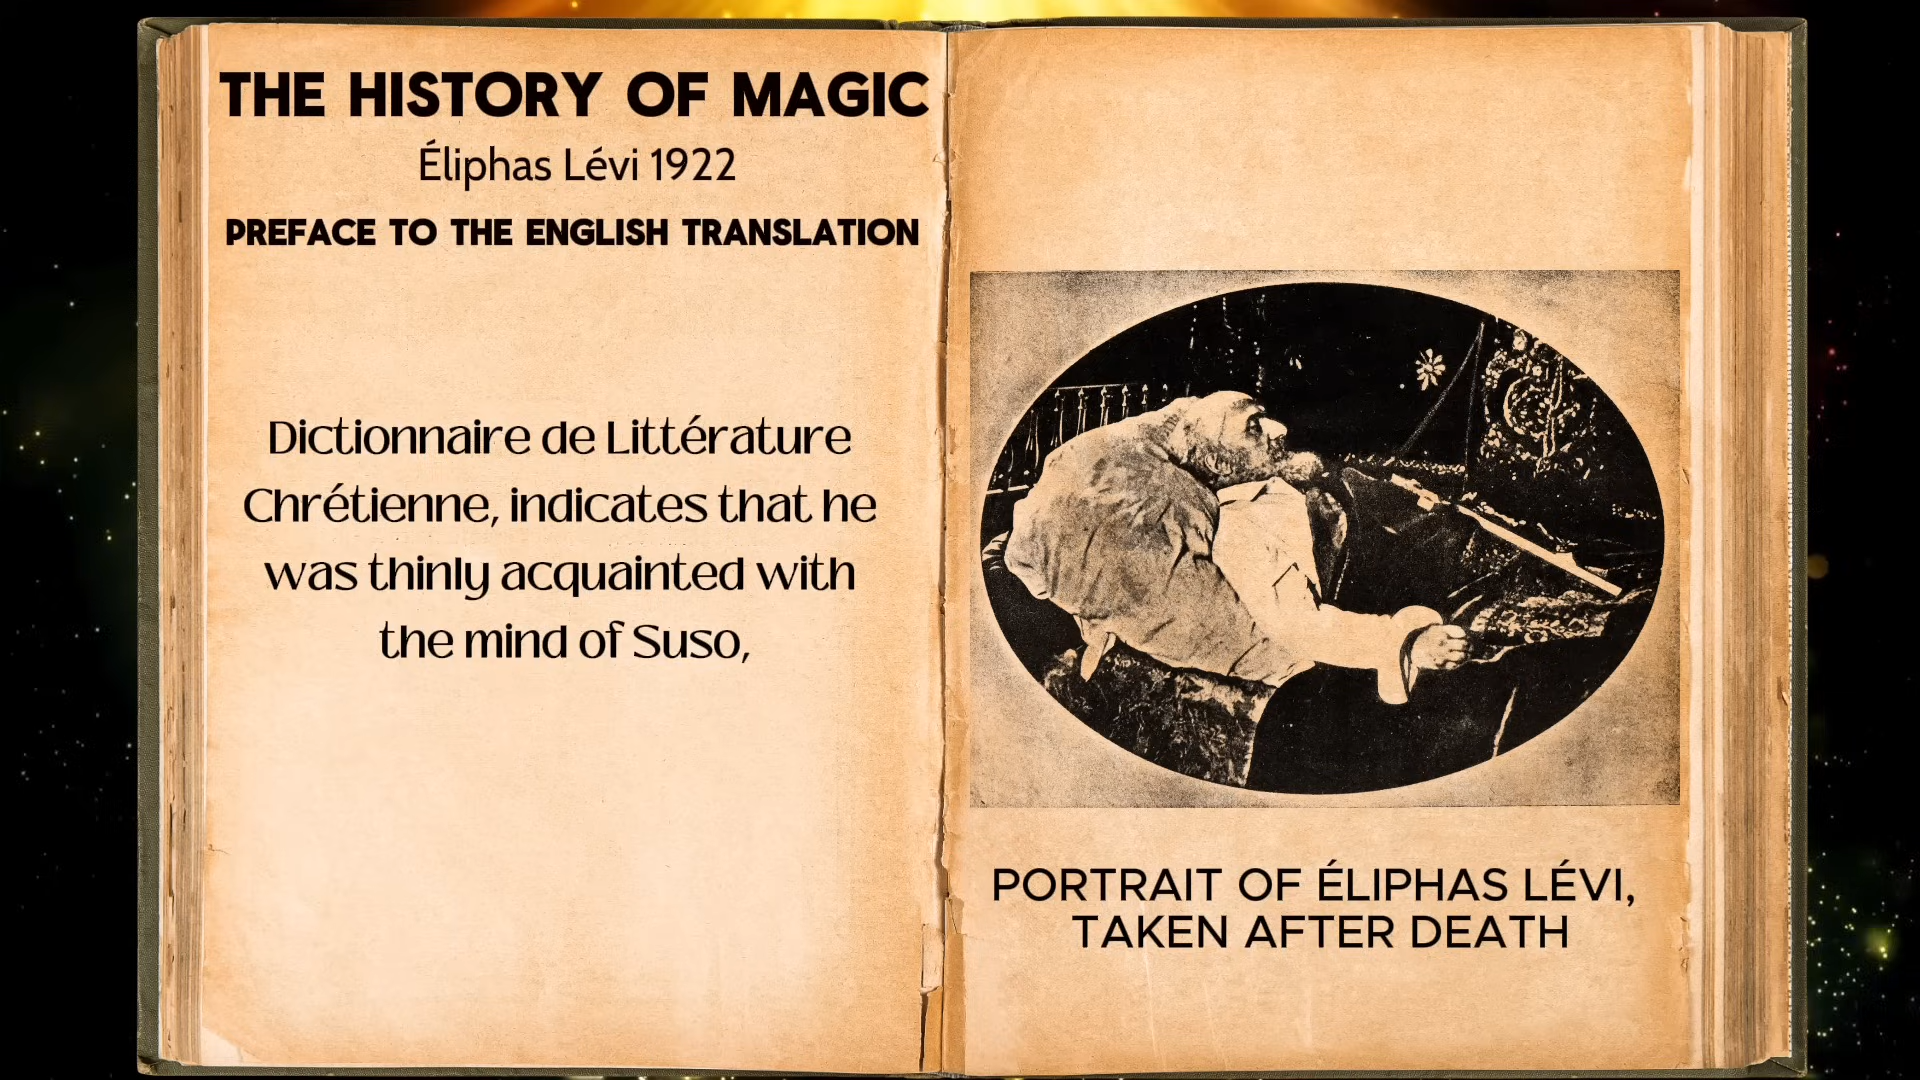 THE HISTORY OF MAGIC
Éliphas Lévi 1922
PREFACE TO THE ENGLISH TRANSLATION
Dictionnaire de Littérature
Chrétienne, indicates that he
was thinly acquainted with
the mind of Suso,
PORTRAIT OF ÉLIPHAS LÉVI,
TAKEN AFTER DEATH